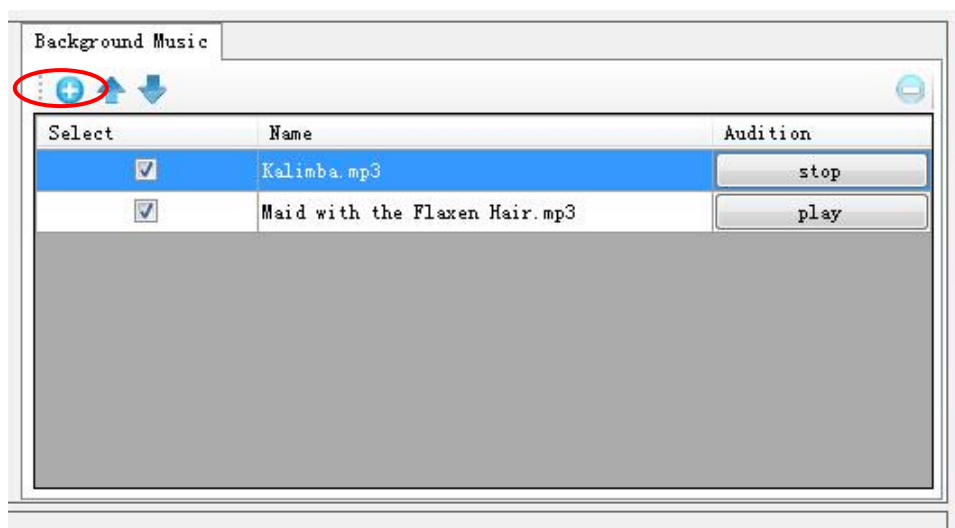 Background Music
Select Name Audition
Kalimba.mp3 stop
Maid with the Flaxen Hair.mp3 play